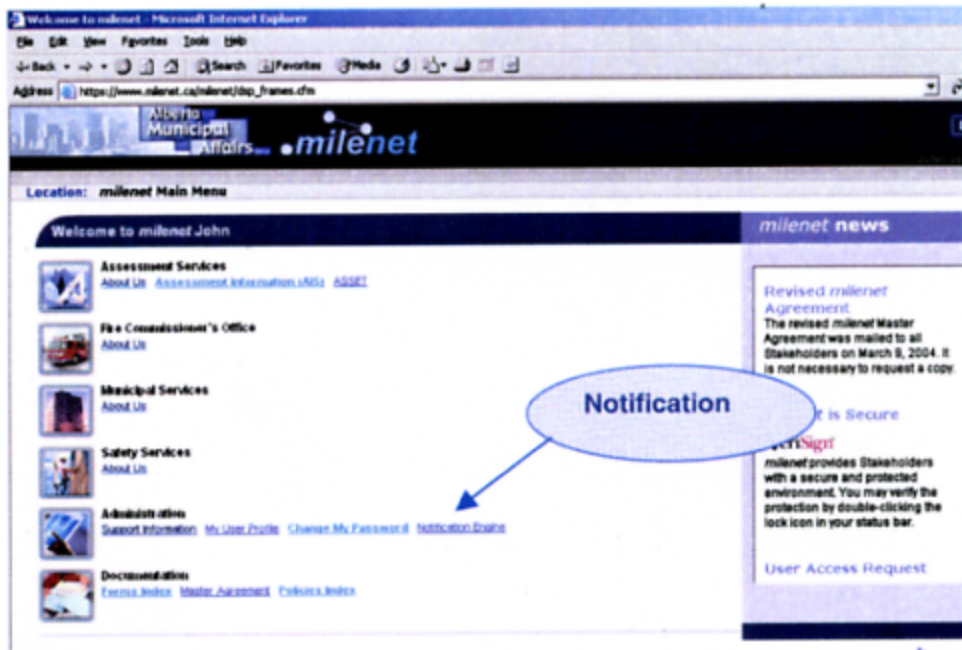 Welcome to milenet - Microsoft Internet Explorer
File Edit View Favorites Tools Help
Back Search Favorites Media
Address https://www.milenet.ca/milenet/dsp_frames.cfm
Alberta
Municipal
Affairs
milenet
Location: milenet Main Menu
Welcome to milenet John
Assessment Services
About Us Assessment Information (AIS) ASSET
Fire Commissioner's Office
About Us
Municipal Services
About Us
Safety Services
About Us
Administration
Support Information My User Profile Change My Password Notification Engine
Documentation
Forms Index Master Agreement Policies Index
Notification
milenet news
Revised milenet
Agreement
The revised milenet Master
Agreement was mailed to all
Stakeholders on March 9, 2004. It
is not necessary to request a copy.
is Secure
Sign
milenet provides Stakeholders
with a secure and protected
environment. You may verify the
protection by double-clicking the
lock icon in your status bar.
User Access Request